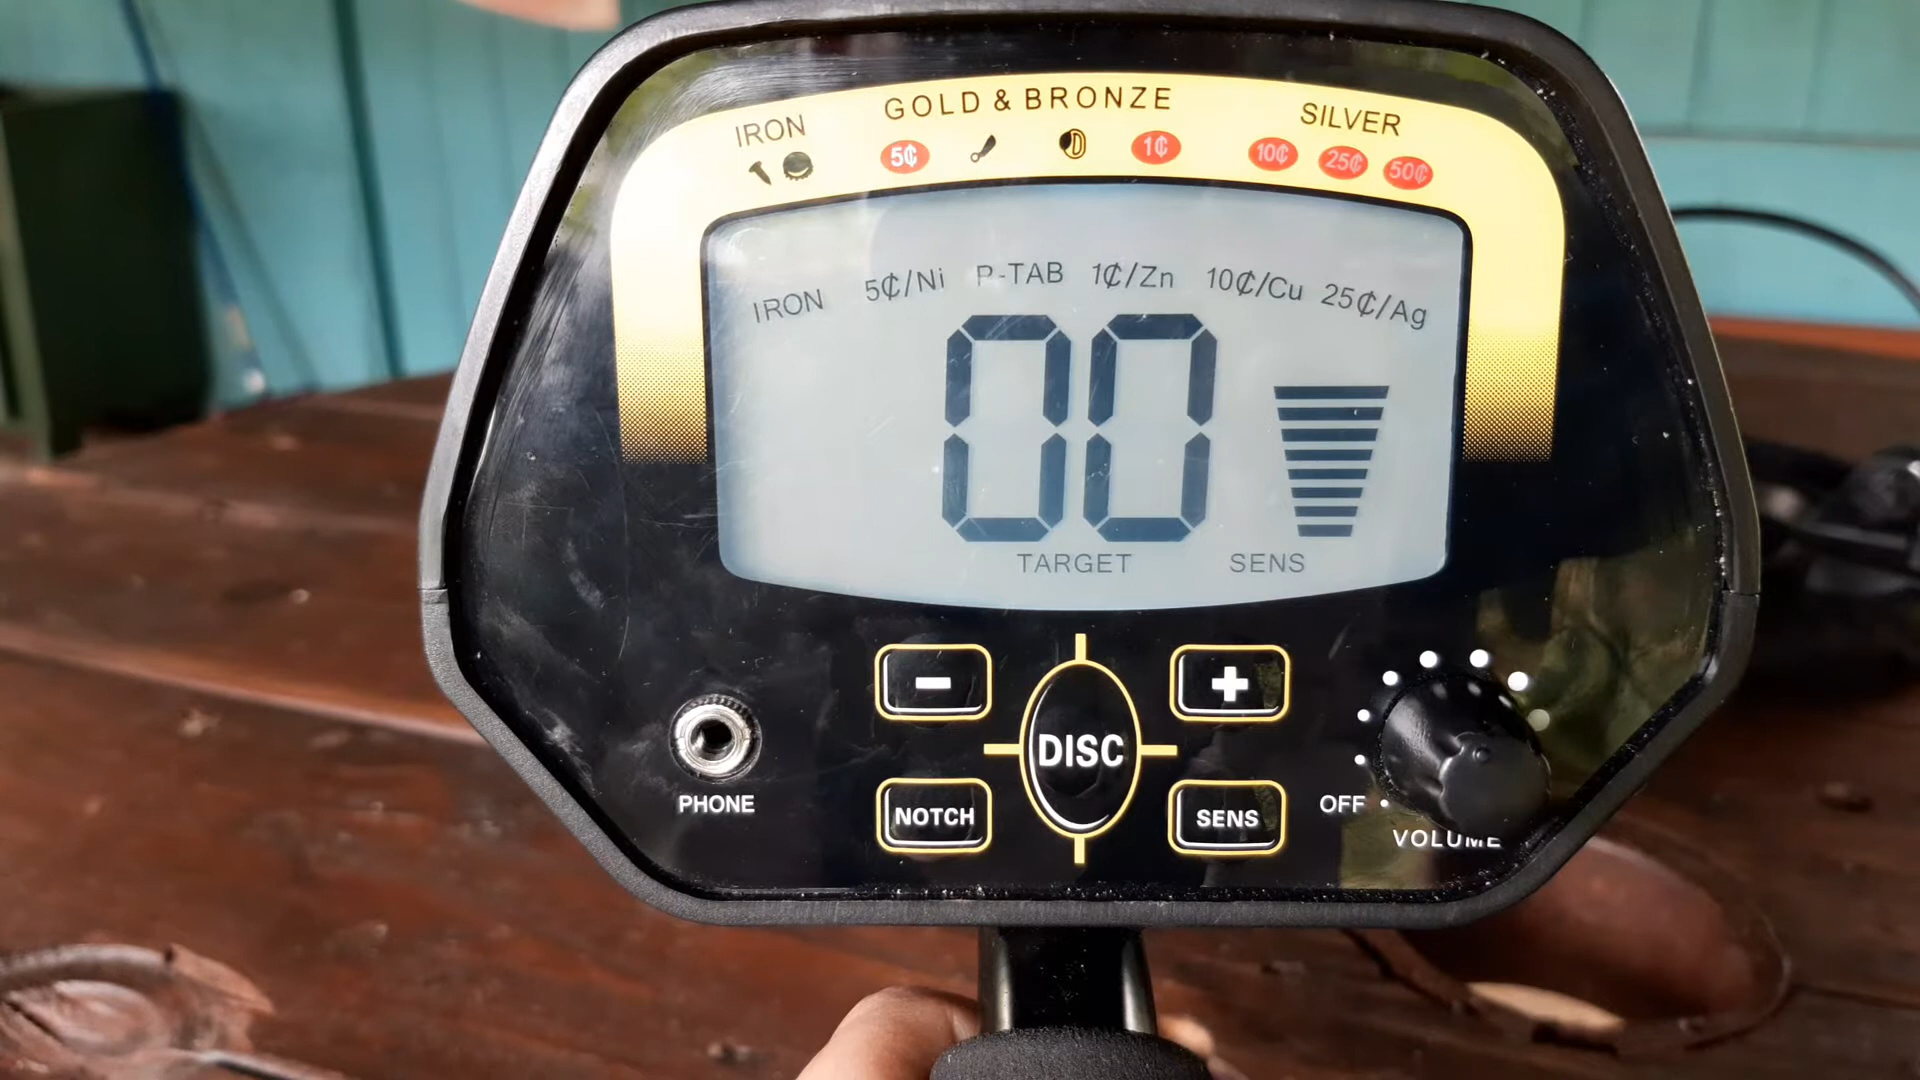 GOLD & BRONZE
IRON
SILVER
5¢
1¢
10¢
25¢
50¢
IRON 5¢/Ni P-TAB 1¢/Zn 10¢/Cu 25¢/Ag
00
TARGET
SENS
-
+
DISC
PHONE
NOTCH
SENS
OFF
VOLUME